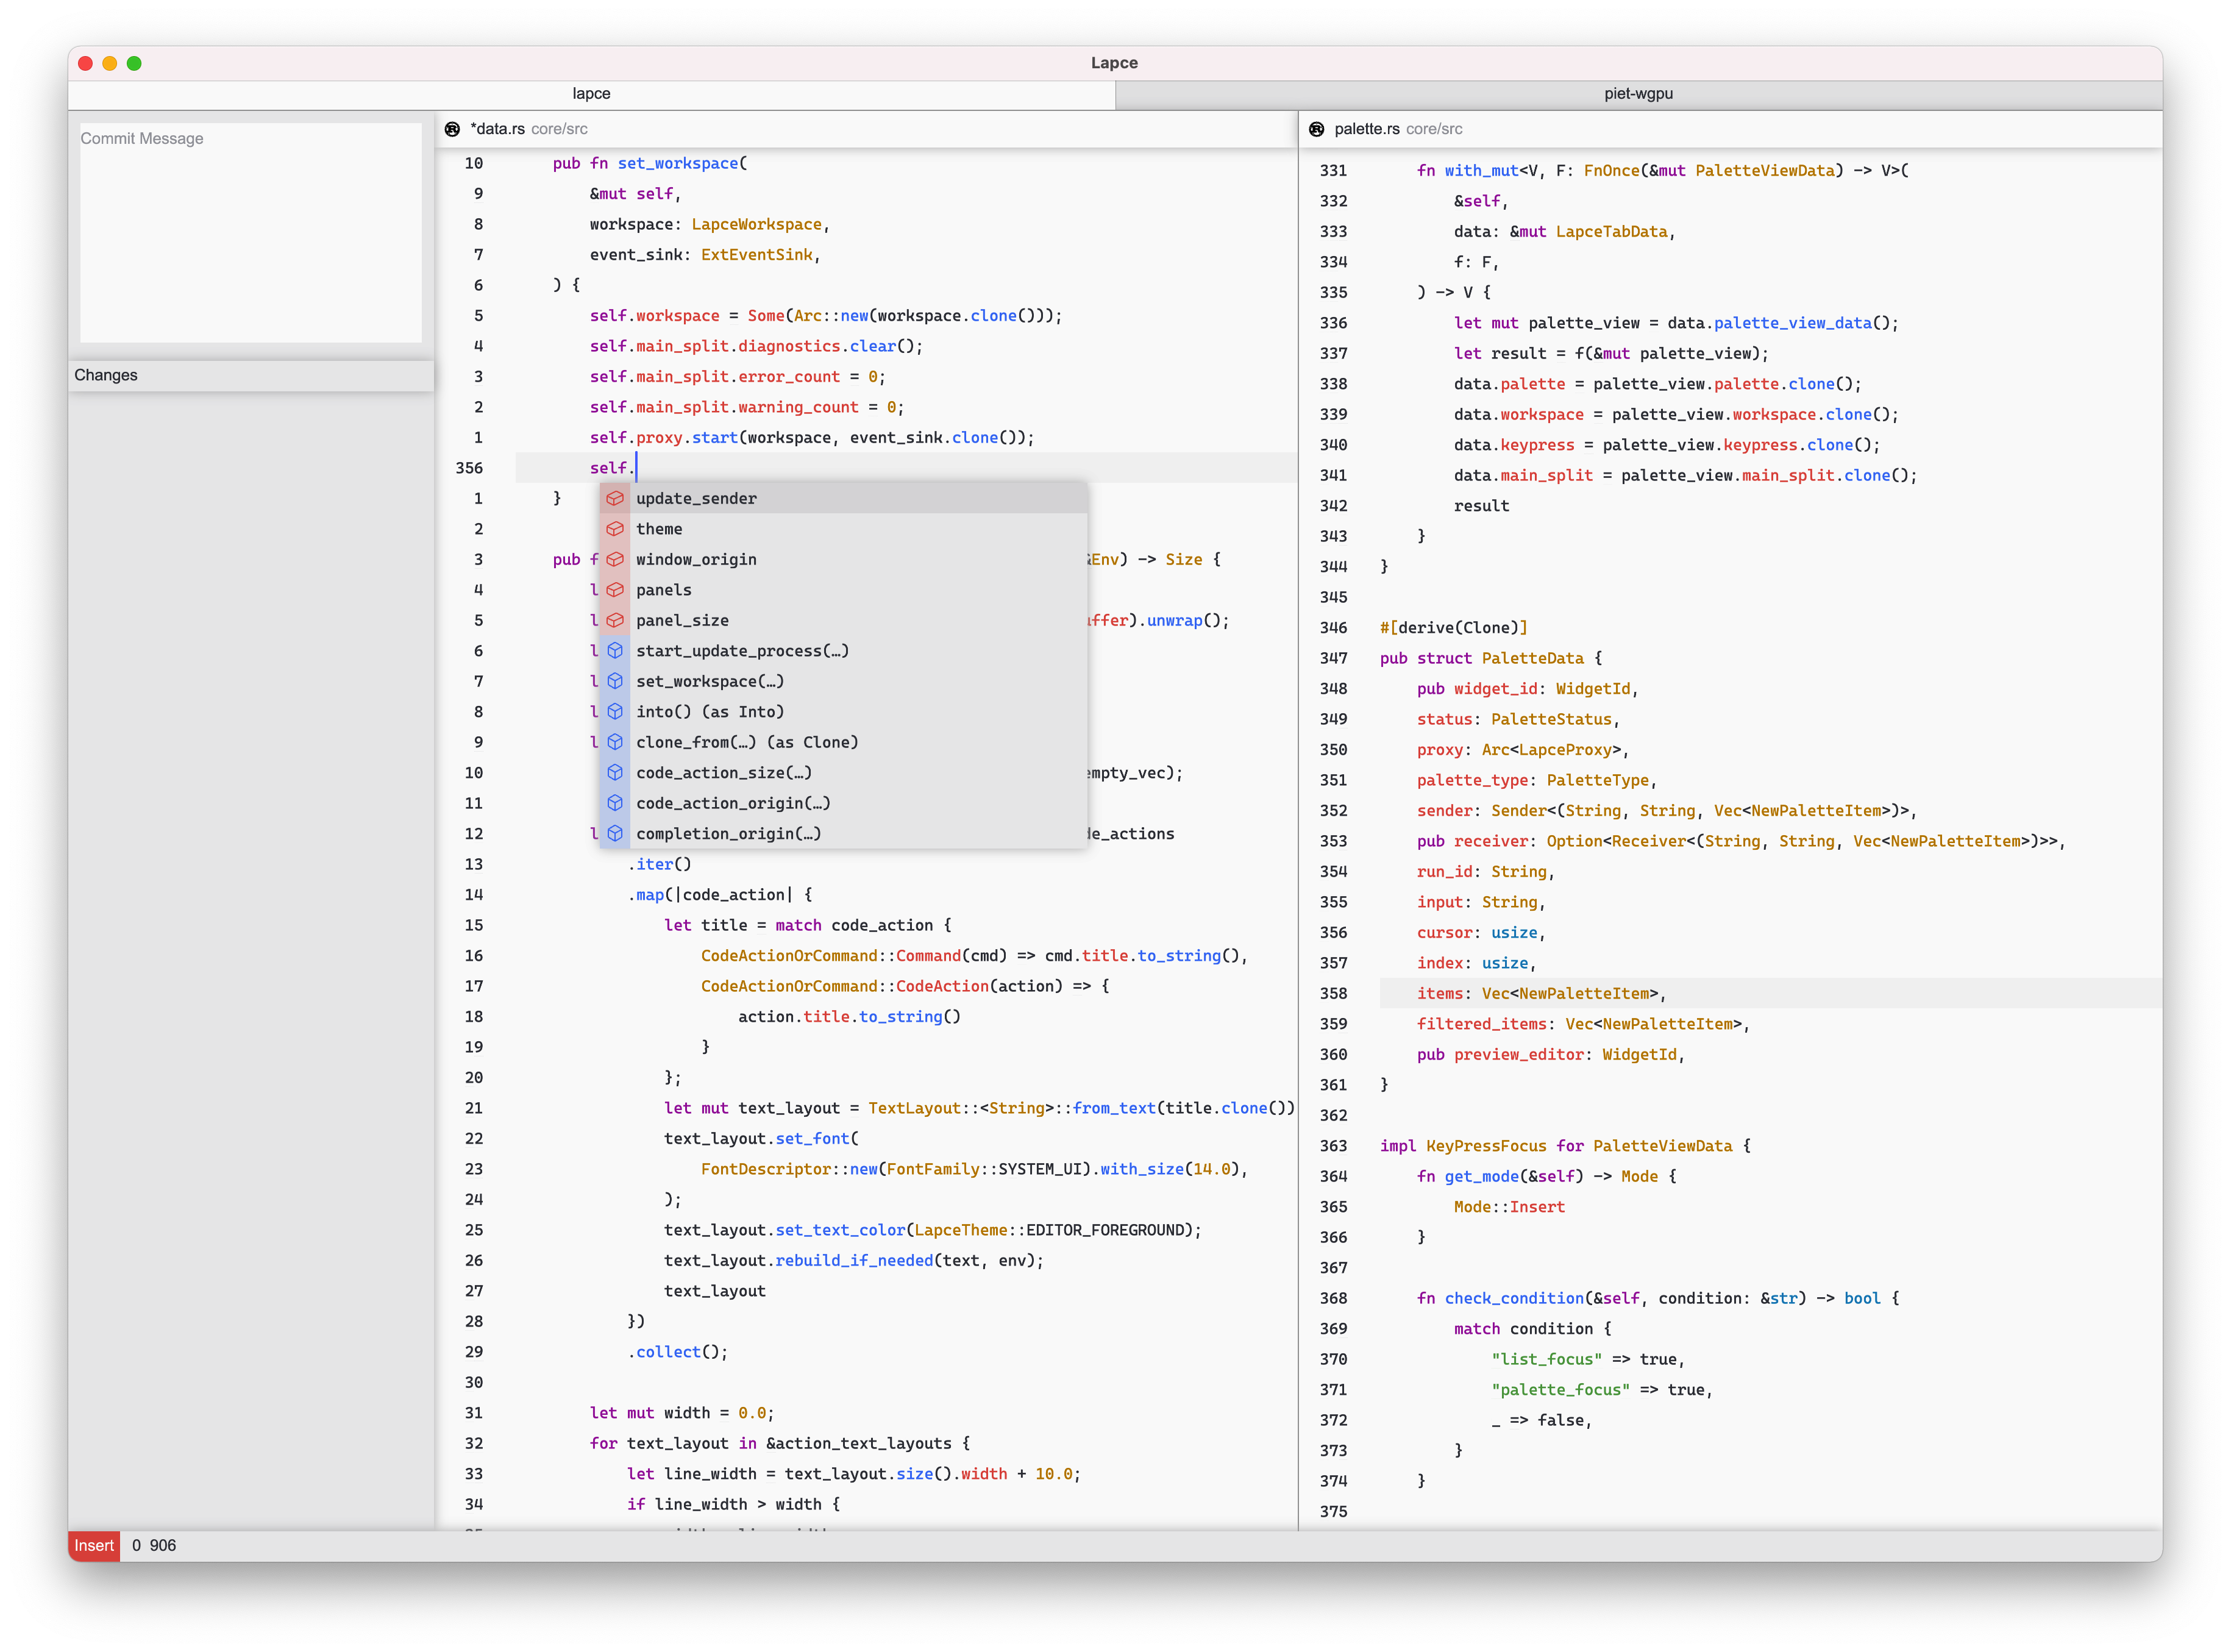 Lapce
lapce
piet-wgpu
Commit Message
Changes
*data.rs core/src
10 pub fn set_workspace(
9 &mut self,
8 workspace: LapceWorkspace,
7 event_sink: ExtEventSink,
6 ) {
5 self.workspace = Some(Arc::new(workspace.clone()));
4 self.main_split.diagnostics.clear();
3 self.main_split.error_count = 0;
2 self.main_split.warning_count = 0;
1 self.proxy.start(workspace, event_sink.clone());
356 self.
1 }
2
3 pub f &Env) -> Size {
4 l
5 l uffer).unwrap();
6 l
7 l
8 l
9 l
10 empty_vec);
11
12 l de_actions
update_sender
theme
window_origin
panels
panel_size
start_update_process(…)
set_workspace(…)
into() (as Into)
clone_from(…) (as Clone)
code_action_size(…)
code_action_origin(…)
completion_origin(…)
13 .iter()
14 .map(|code_action| {
15 let title = match code_action {
16 CodeActionOrCommand::Command(cmd) => cmd.title.to_string(),
17 CodeActionOrCommand::CodeAction(action) => {
18 action.title.to_string()
19 }
20 };
21 let mut text_layout = TextLayout::<String>::from_text(title.clone())
22 text_layout.set_font(
23 FontDescriptor::new(FontFamily::SYSTEM_UI).with_size(14.0),
24 );
25 text_layout.set_text_color(LapceTheme::EDITOR_FOREGROUND);
26 text_layout.rebuild_if_needed(text, env);
27 text_layout
28 })
29 .collect();
30
31 let mut width = 0.0;
32 for text_layout in &action_text_layouts {
33 let line_width = text_layout.size().width + 10.0;
34 if line_width > width {
palette.rs core/src
331 fn with_mut<V, F: FnOnce(&mut PaletteViewData) -> V>(
332 &self,
333 data: &mut LapceTabData,
334 f: F,
335 ) -> V {
336 let mut palette_view = data.palette_view_data();
337 let result = f(&mut palette_view);
338 data.palette = palette_view.palette.clone();
339 data.workspace = palette_view.workspace.clone();
340 data.keypress = palette_view.keypress.clone();
341 data.main_split = palette_view.main_split.clone();
342 result
343 }
344 }
345
346 #[derive(Clone)]
347 pub struct PaletteData {
348 pub widget_id: WidgetId,
349 status: PaletteStatus,
350 proxy: Arc<LapceProxy>,
351 palette_type: PaletteType,
352 sender: Sender<(String, String, Vec<NewPaletteItem>)>,
353 pub receiver: Option<Receiver<(String, String, Vec<NewPaletteItem>)>>,
354 run_id: String,
355 input: String,
356 cursor: usize,
357 index: usize,
358 items: Vec<NewPaletteItem>,
359 filtered_items: Vec<NewPaletteItem>,
360 pub preview_editor: WidgetId,
361 }
362
363 impl KeyPressFocus for PaletteViewData {
364 fn get_mode(&self) -> Mode {
365 Mode::Insert
366 }
367
368 fn check_condition(&self, condition: &str) -> bool {
369 match condition {
370 "list_focus" => true,
371 "palette_focus" => true,
372 _ => false,
373 }
374 }
375
Insert 0 906